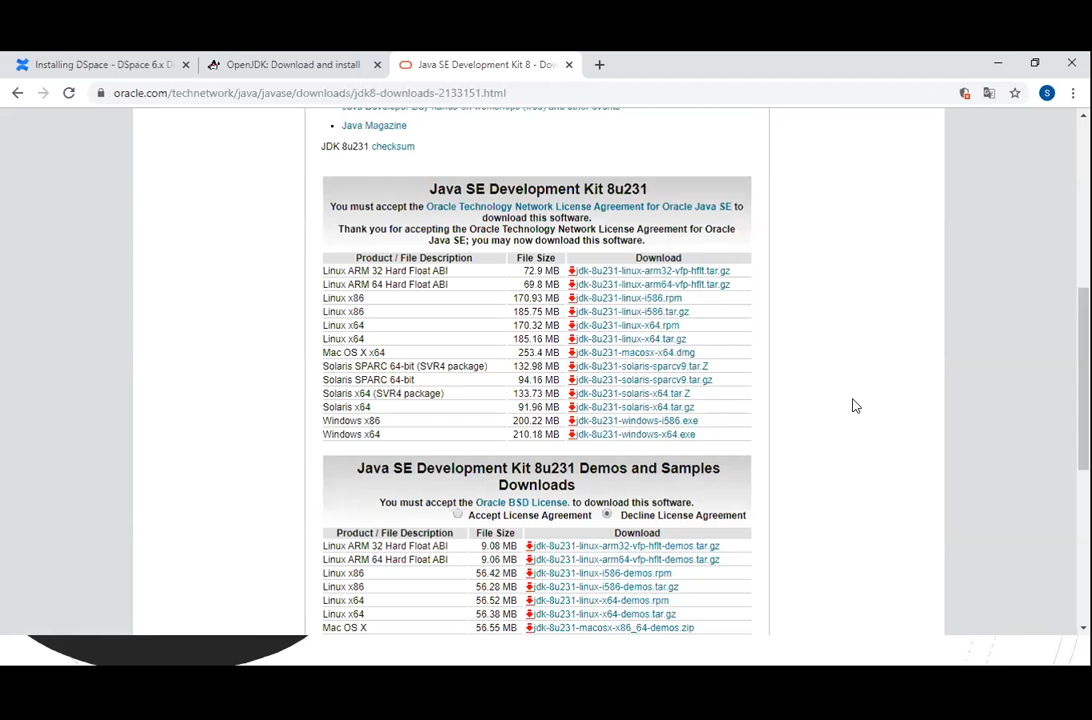 Installing DSpace - DSpace 6.x D
OpenJDK: Download and install
Java SE Development Kit 8 - Dow
oracle.com/technetwork/java/javase/downloads/jdk8-downloads-2133151.html
S
Java Magazine
JDK 8u231 checksum
Java SE Development Kit 8u231
You must accept the Oracle Technology Network License Agreement for Oracle Java SE to
download this software.
Thank you for accepting the Oracle Technology Network License Agreement for Oracle
Java SE; you may now download this software.
Product / File Description File Size Download
Linux ARM 32 Hard Float ABI 72.9 MB jdk-8u231-linux-arm32-vfp-hflt.tar.gz
Linux ARM 64 Hard Float ABI 69.8 MB jdk-8u231-linux-arm64-vfp-hflt.tar.gz
Linux x86 170.93 MB jdk-8u231-linux-i586.rpm
Linux x86 185.75 MB jdk-8u231-linux-i586.tar.gz
Linux x64 170.32 MB jdk-8u231-linux-x64.rpm
Linux x64 185.16 MB jdk-8u231-linux-x64.tar.gz
Mac OS X x64 253.4 MB jdk-8u231-macosx-x64.dmg
Solaris SPARC 64-bit (SVR4 package) 132.98 MB jdk-8u231-solaris-sparcv9.tar.Z
Solaris SPARC 64-bit 94.16 MB jdk-8u231-solaris-sparcv9.tar.gz
Solaris x64 (SVR4 package) 133.73 MB jdk-8u231-solaris-x64.tar.Z
Solaris x64 91.96 MB jdk-8u231-solaris-x64.tar.gz
Windows x86 200.22 MB jdk-8u231-windows-i586.exe
Windows x64 210.18 MB jdk-8u231-windows-x64.exe
Java SE Development Kit 8u231 Demos and Samples
Downloads
You must accept the Oracle BSD License. to download this software.
Accept License Agreement Decline License Agreement
Product / File Description File Size Download
Linux ARM 32 Hard Float ABI 9.08 MB jdk-8u231-linux-arm32-vfp-hflt-demos.tar.gz
Linux ARM 64 Hard Float ABI 9.06 MB jdk-8u231-linux-arm64-vfp-hflt-demos.tar.gz
Linux x86 56.42 MB jdk-8u231-linux-i586-demos.rpm
Linux x86 56.28 MB jdk-8u231-linux-i586-demos.tar.gz
Linux x64 56.52 MB jdk-8u231-linux-x64-demos.rpm
Linux x64 56.38 MB jdk-8u231-linux-x64-demos.tar.gz
Mac OS X 56.55 MB jdk-8u231-macosx-x86_64-demos.zip